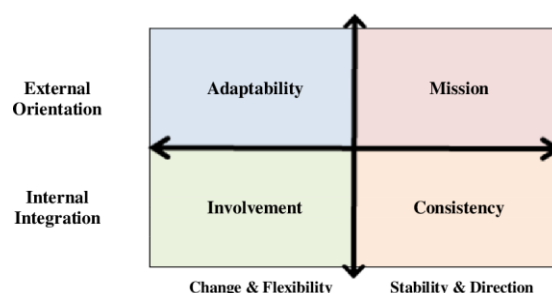 External
Orientation
Adaptability
Mission
Internal
Integration
Involvement
Consistency
Change & Flexibility
Stability & Direction